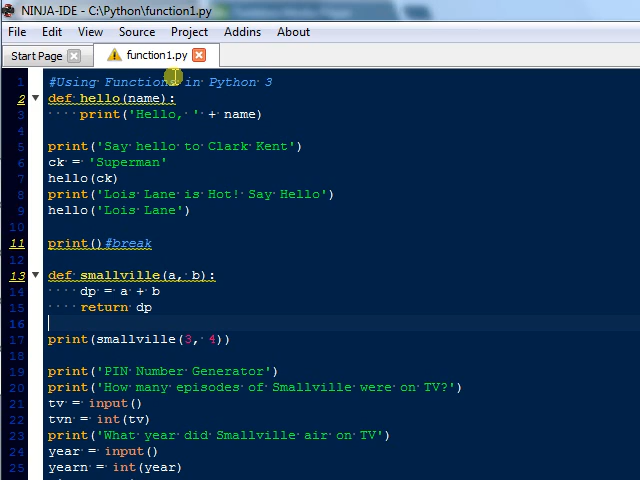 NINJA-IDE - C:\Python\function1.py
File Edit View Source Project Addins About
Start Page function1.py
1 #Using Functions in Python 3
2 def hello(name):
3 print('Hello, ' + name)
4
5 print('Say hello to Clark Kent')
6 ck = 'Superman'
7 hello(ck)
8 print('Lois Lane is Hot! Say Hello')
9 hello('Lois Lane')
10
11 print()#break
12
13 def smallville(a, b):
14 dp = a + b
15 return dp
16
17 print(smallville(3, 4))
18
19 print('PIN Number Generator')
20 print('How many episodes of Smallville were on TV?')
21 tv = input()
22 tvn = int(tv)
23 print('What year did Smallville air on TV')
24 year = input()
25 yearn = int(year)